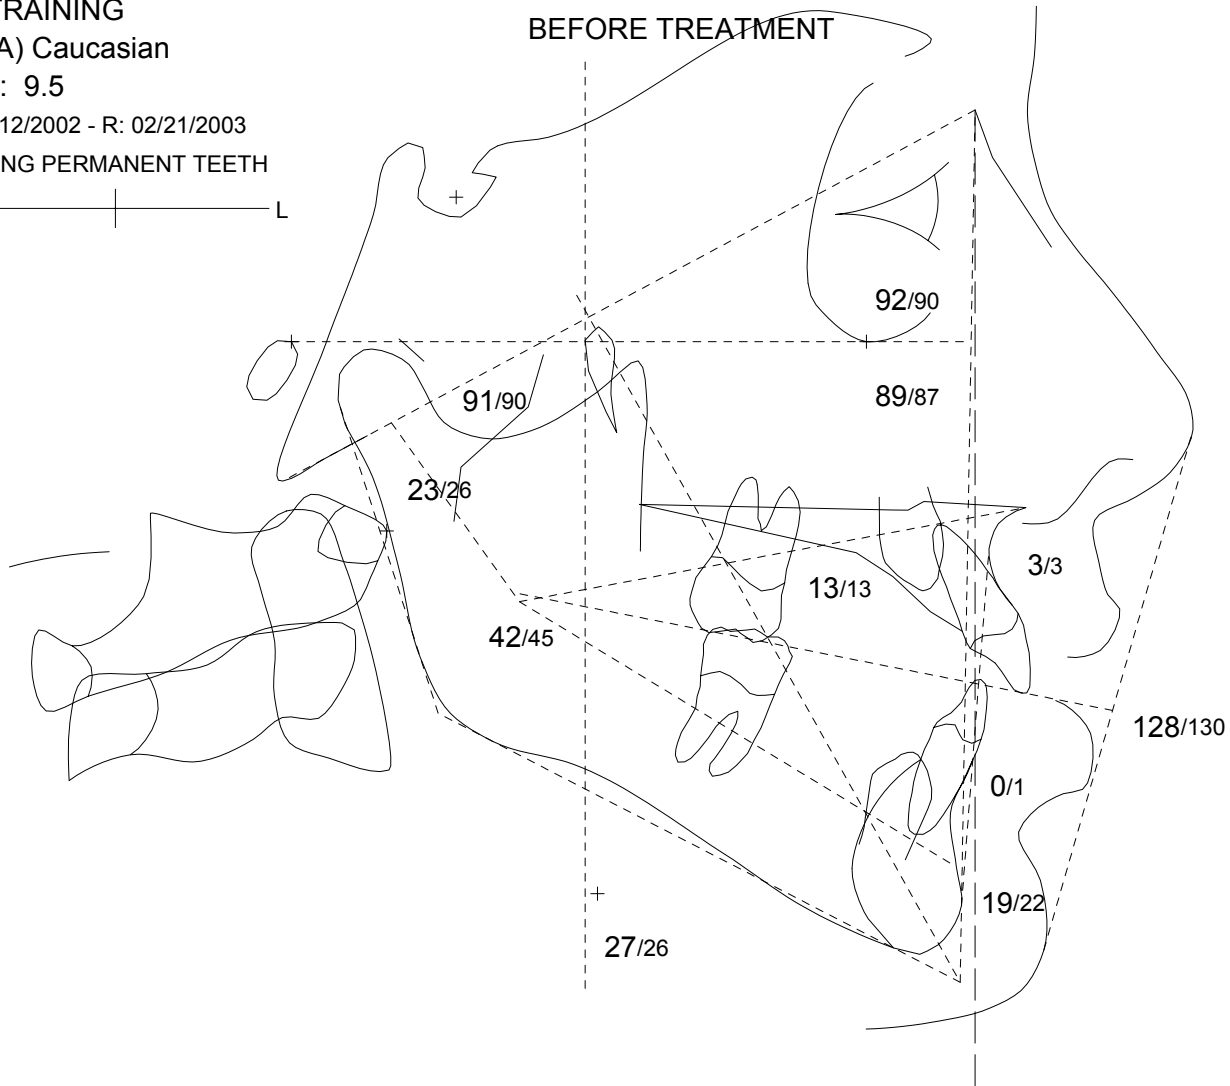 TRAINING
BEFORE TREATMENT
A) Caucasian
: 9.5
12/2002 - R: 02/21/2003
NG PERMANENT TEETH
L
92/90
91/90
89/87
23/26
3/3
13/13
42/45
128/130
0/1
19/22
27/26